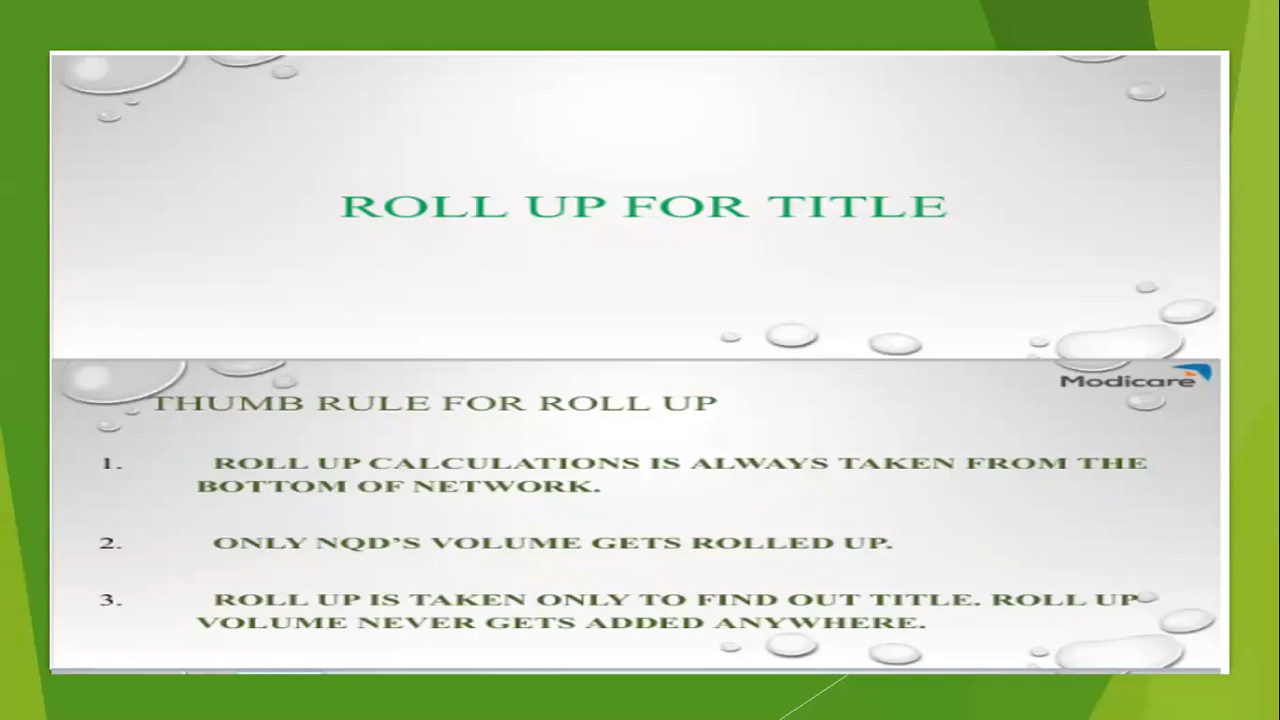 ROLL UP FOR TITLE
Modicare
THUMB RULE FOR ROLL UP
1. ROLL UP CALCULATIONS IS ALWAYS TAKEN FROM THE
BOTTOM OF NETWORK.
2. ONLY NQD'S VOLUME GETS ROLLED UP.
3. ROLL UP IS TAKEN ONLY TO FIND OUT TITLE. ROLL UP
VOLUME NEVER GETS ADDED ANYWHERE.